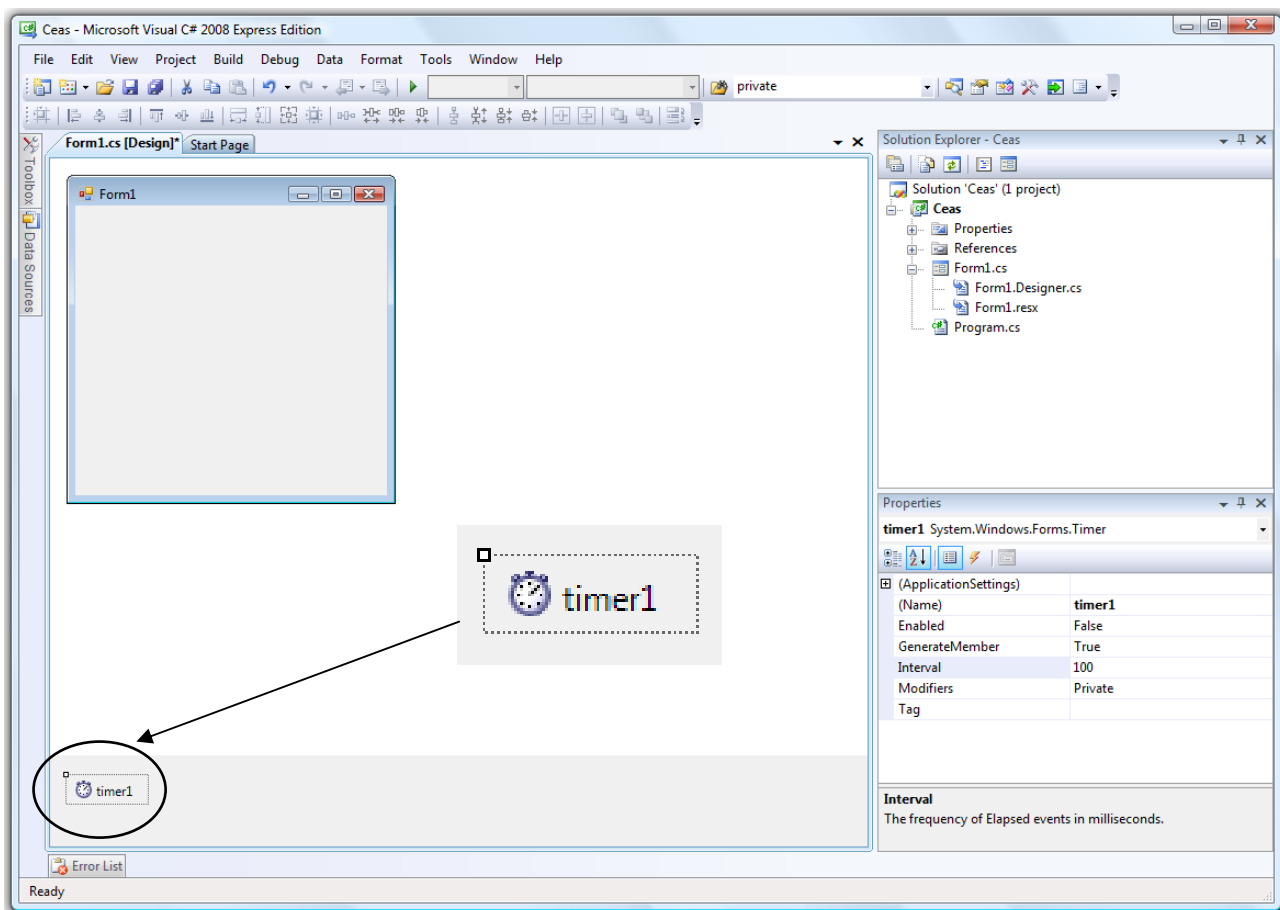 Ceas - Microsoft Visual C# 2008 Express Edition
File Edit View Project Build Debug Data Format Tools Window Help
private
Toolbox
Data Sources
Form1.cs [Design]* Start Page
Form1
timer1
timer1
Solution Explorer - Ceas
Solution 'Ceas' (1 project)
Ceas
Properties
References
Form1.cs
Form1.Designer.cs
Form1.resx
Program.cs
Properties
timer1 System.Windows.Forms.Timer
(ApplicationSettings)
(Name) timer1
Enabled False
GenerateMember True
Interval 100
Modifiers Private
Tag
Interval
The frequency of Elapsed events in milliseconds.
Error List
Ready